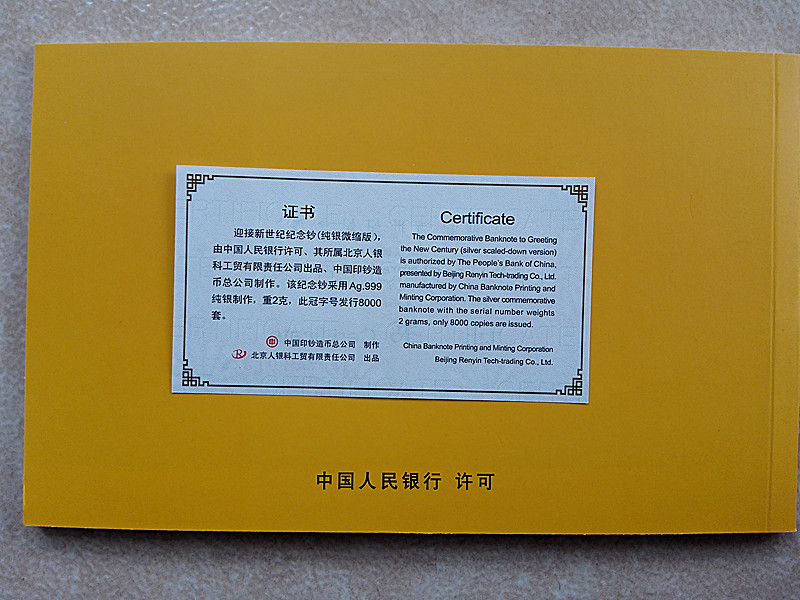 证书
迎接新世纪纪念钞(纯银微缩版),
由中国人民银行许可、其所属北京人银
科工贸有限责任公司出品、中国印钞造
币总公司制作。该纪念钞采用Ag.999
纯银制作，重2克，此冠字号发行8000
套。
中国印钞造币总公司 制作
R 北京人银科工贸有限责任公司 出品
Certificate
The Commemorative Banknote to Greeting
the New Century (silver scaled-down version)
is authorized by The People's Bank of China,
presented by Beijing Renyin Tech-trading Co., Ltd.
manufactured by China Banknote Printing and
Minting Corporation. The silver commemorative
banknote with the serial number weights
2 grams, only 8000 copies are issued.
China Banknote Printing and Minting Corporation
Beijing Renyin Tech-trading Co., Ltd.
中国人民银行 许可